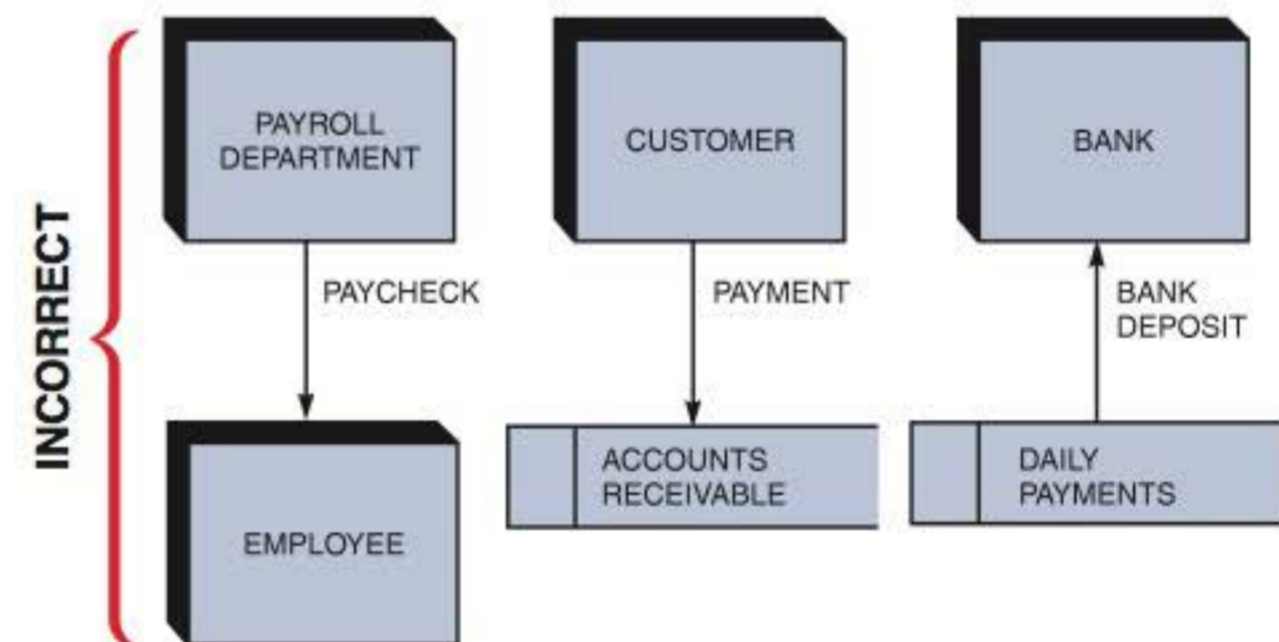 INCORRECT
PAYROLL
DEPARTMENT
PAYCHECK
EMPLOYEE
CUSTOMER
PAYMENT
ACCOUNTS
RECEIVABLE
BANK
BANK
DEPOSIT
DAILY
PAYMENTS